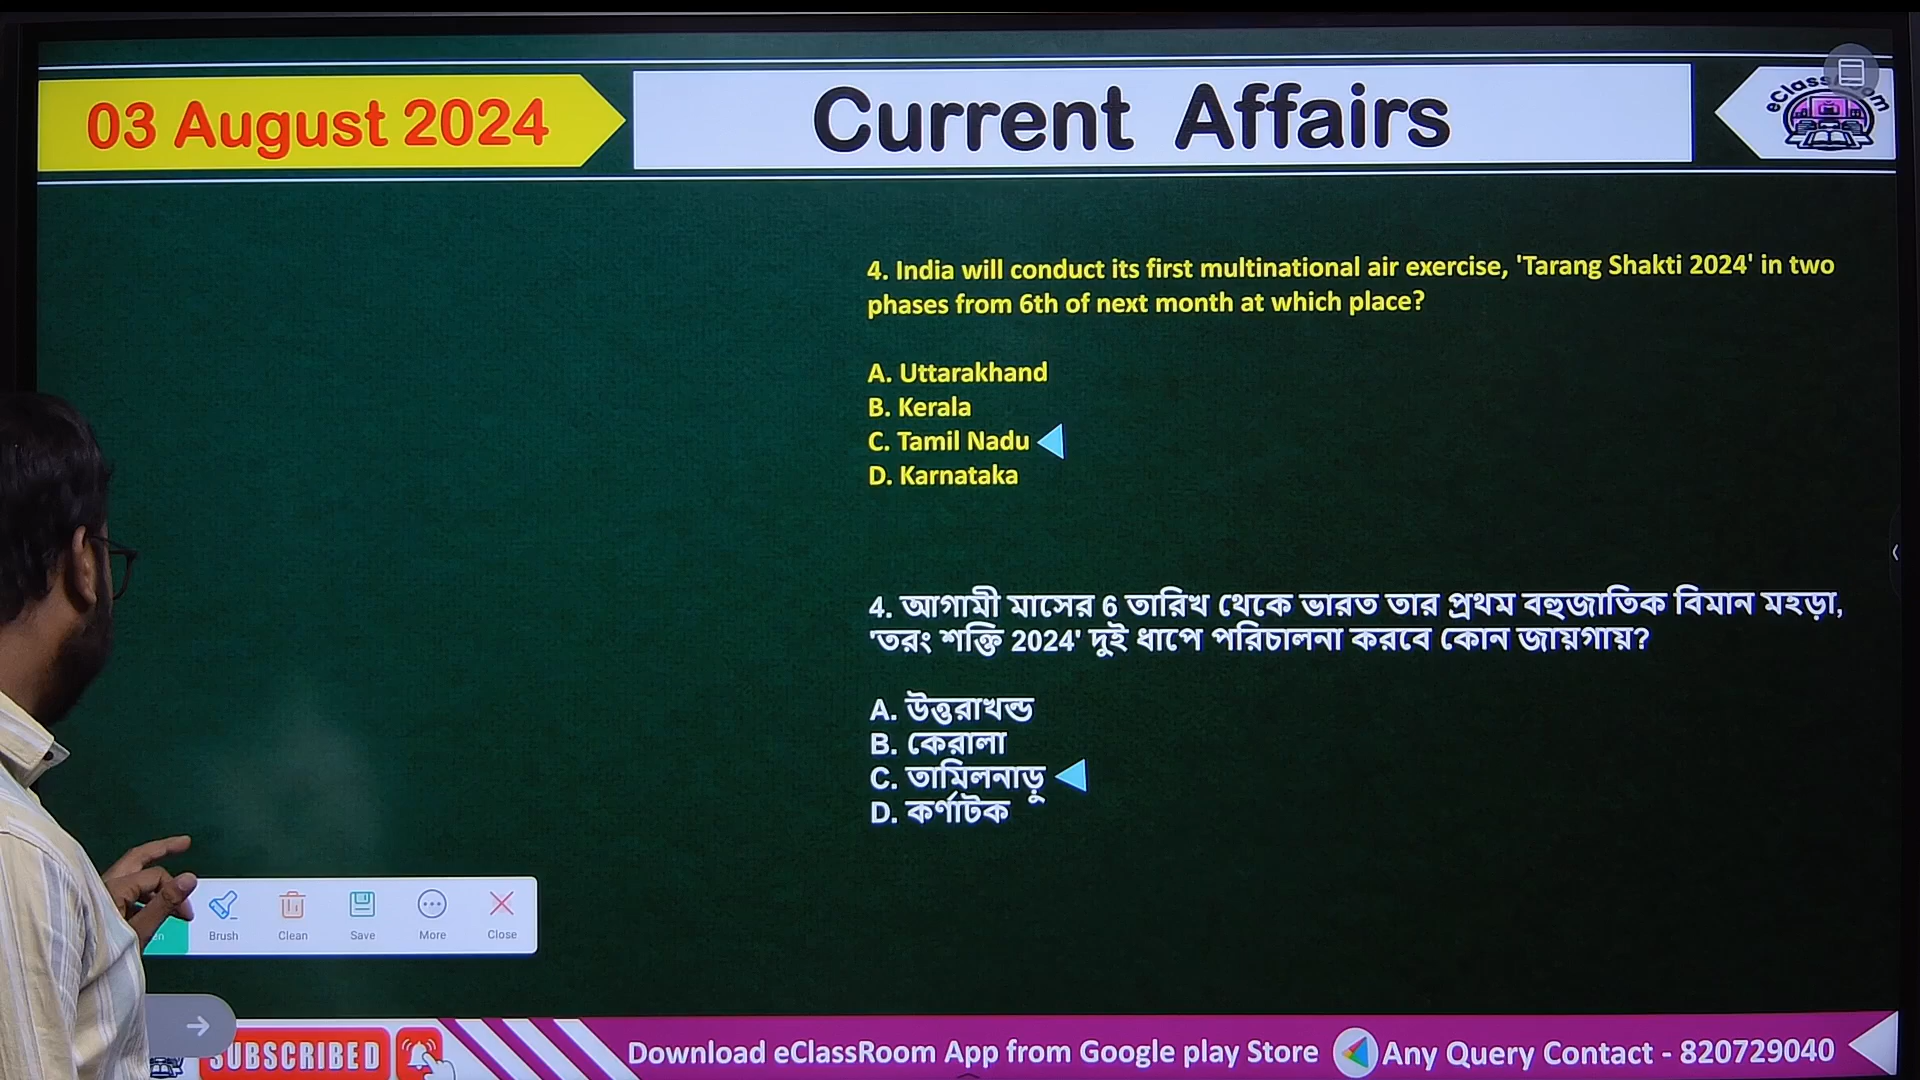 03 August 2024
Current Affairs
eClassRoom
4. India will conduct its first multinational air exercise, 'Tarang Shakti 2024' in two
phases from 6th of next month at which place?
A. Uttarakhand
B. Kerala
C. Tamil Nadu
D. Karnataka
4. আগামী মাসের 6 তারিখ থেকে ভারত তার প্রথম বহুজাতিক বিমান মহড়া,
'তরং শক্তি 2024' দুই ধাপে পরিচালনা করবে কোন জায়গায়?
A. উত্তরাখন্ড
B. কেরালা
C. তামিলনাড়ু
D. কর্ণাটক
en Brush Clean Save More Close
SUBSCRIBED
Download eClassRoom App from Google play Store Any Query Contact - 820729040